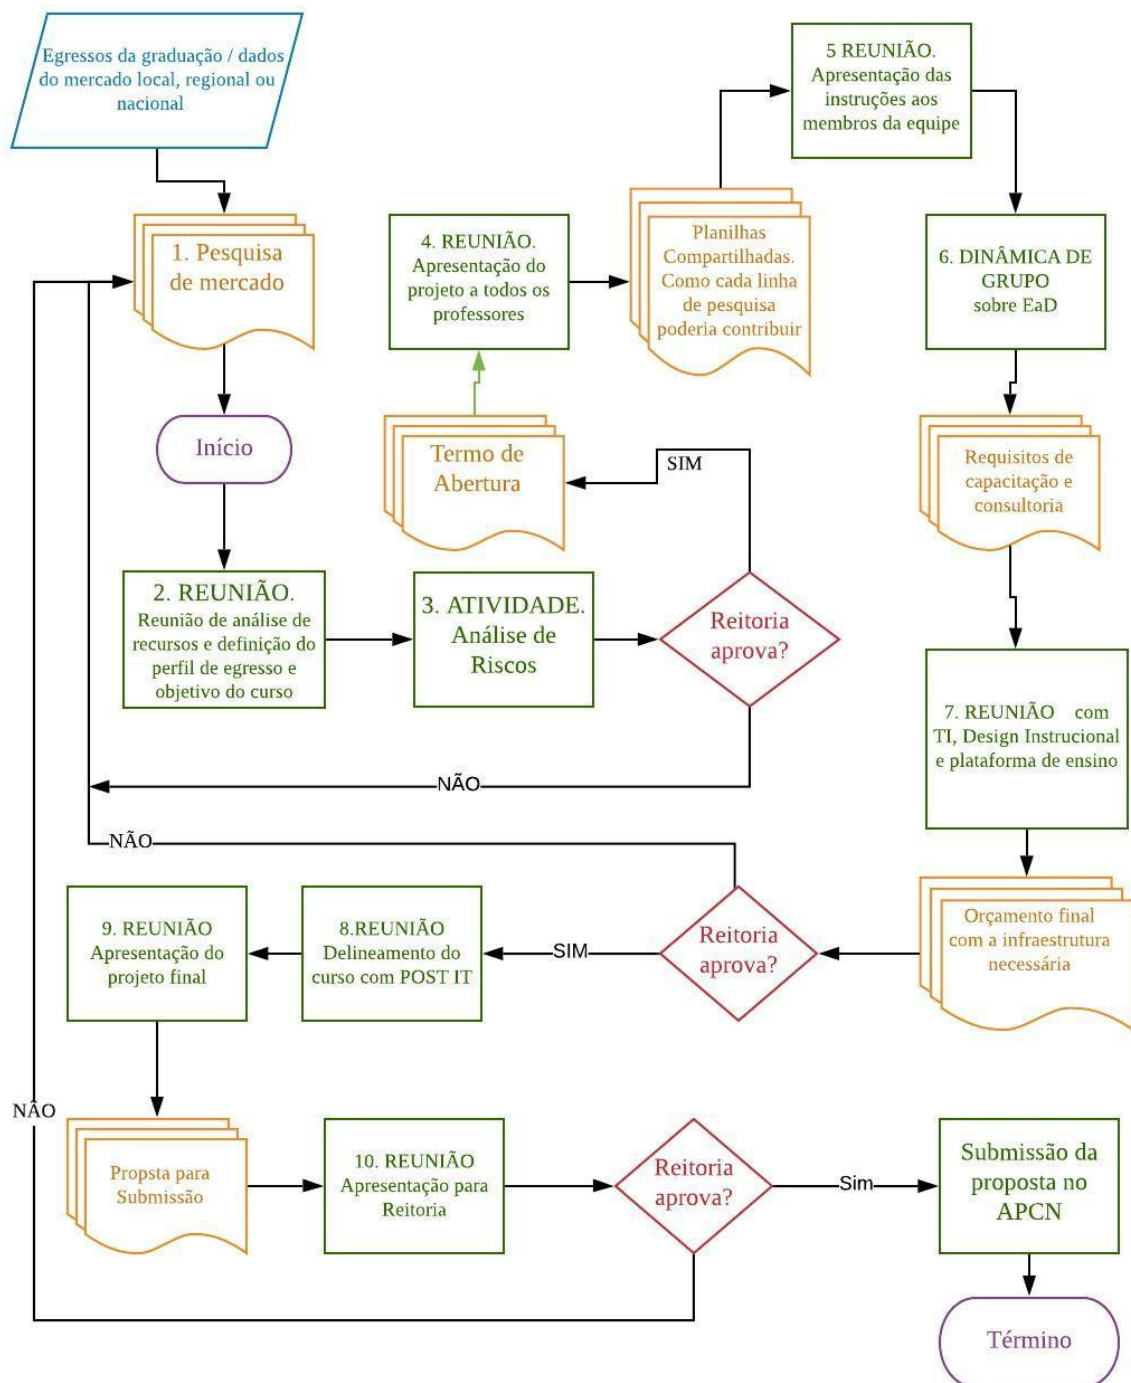 Egressos da graduação / dados
do mercado local, regional ou
nacional
1. Pesquisa
de mercado
Início
2. REUNIÃO.
Reunião de análise de
recursos e definição do
perfil de egresso e
objetivo do curso
3. ATIVIDADE.
Análise de
Riscos
Reitoria
aprova?
SIM
NÃO
Termo de
Abertura
4. REUNIÃO.
Apresentação do
projeto a todos os
professores
Planilhas
Compartilhadas.
Como cada linha
de pesquisa
poderia contribuir
5 REUNIÃO.
Apresentação das
instruções aos
membros da equipe
6. DINÂMICA DE
GRUPO
sobre EaD
Requisitos de
capacitação e
consultoria
7. REUNIÃO com
TI, Design Instrucional
e plataforma de ensino
Orçamento final
com a infraestrutura
necessária
Reitoria
aprova?
NÃO
SIM
8.REUNIÃO
Delineamento do
curso com POST IT
9. REUNIÃO
Apresentação do
projeto final
Propsta para
Submissão
10. REUNIÃO
Apresentação para
Reitoria
Reitoria
aprova?
NÃO
Sim
Submissão da
proposta no
APCN
Término